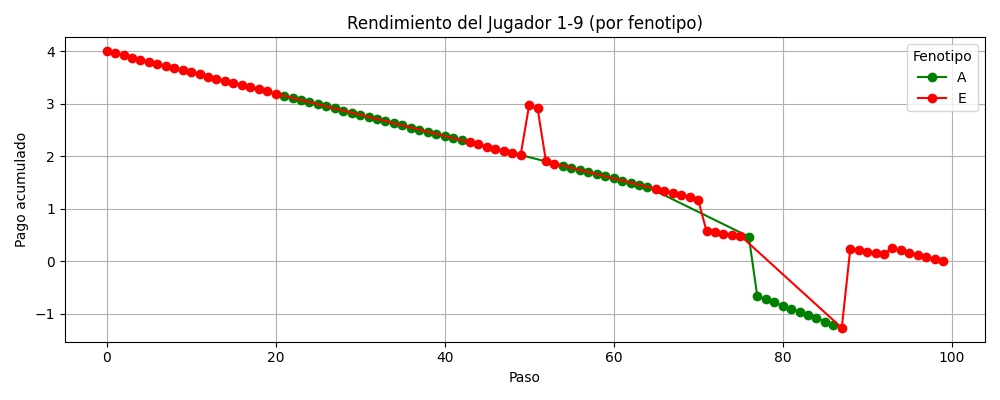 Rendimiento del Jugador 1-9 (por fenotipo)
Pago acumulado
4
3
2
1
0
−1
Fenotipo
A
E
0 20 40 60 80 100
Paso